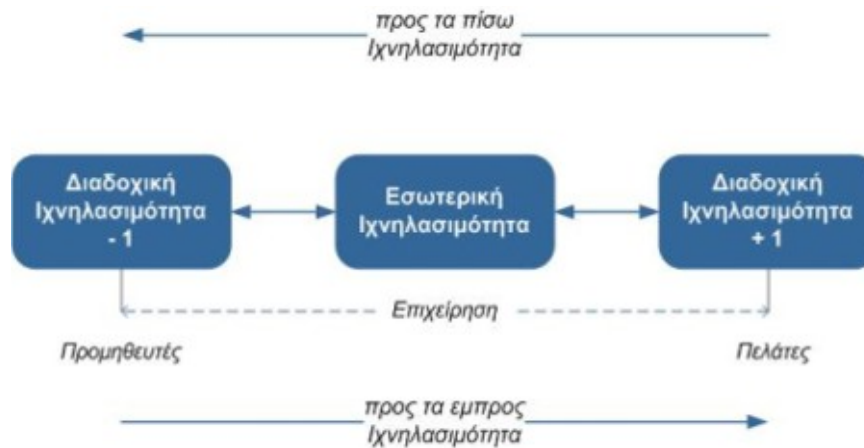 προς τα πίσω
Ιχνηλασιμότητα
Διαδοχική
Ιχνηλασιμότητα
- 1
Εσωτερική
Ιχνηλασιμότητα
Διαδοχική
Ιχνηλασιμότητα
+ 1
Επιχείρηση
Προμηθευτές
Πελάτες
προς τα εμπρος
Ιχνηλασιμότητα